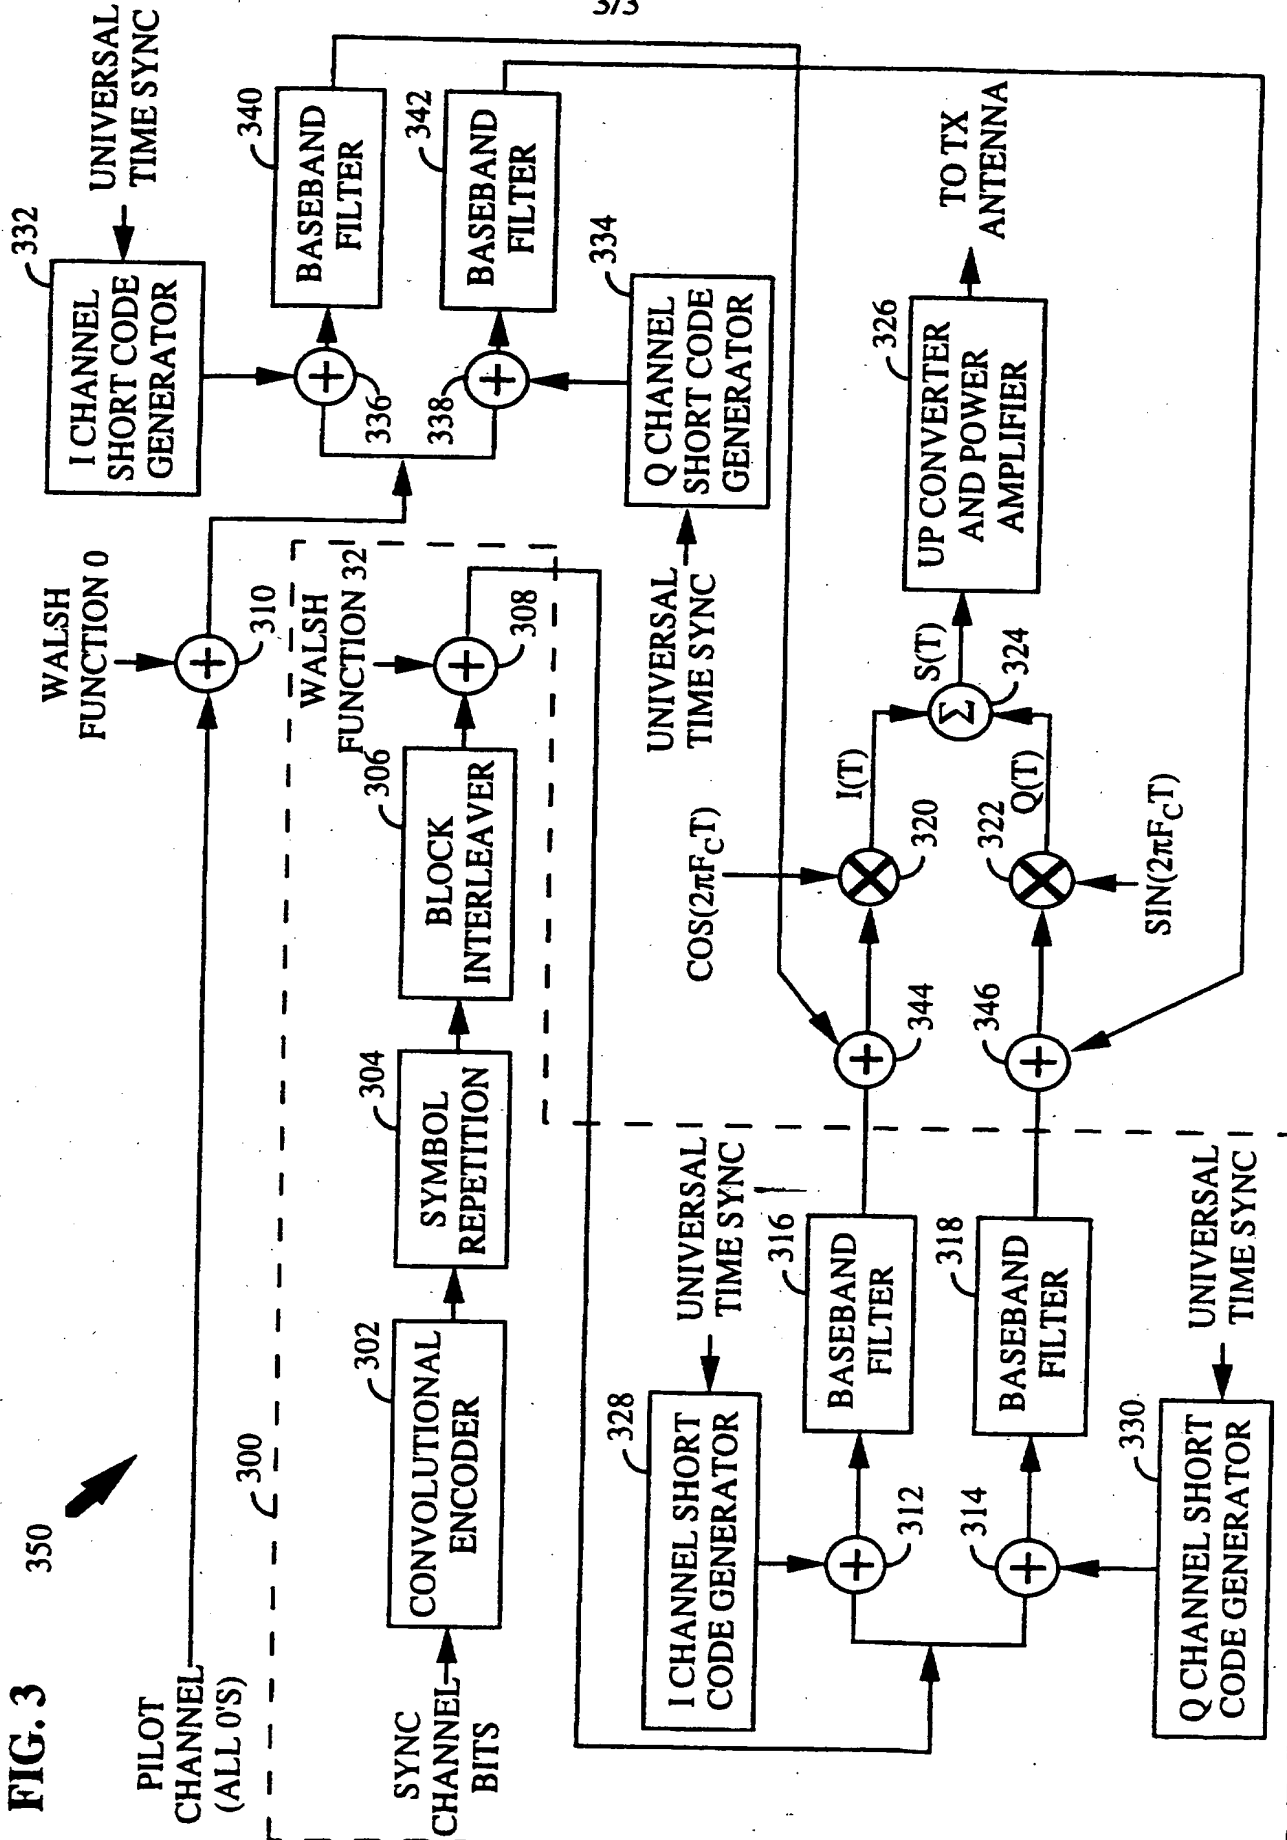 3/3
FIG. 3
350
PILOT
CHANNEL
(ALL 0'S)
WALSH
FUNCTION 0
310
UNIVERSAL
TIME SYNC
332
I CHANNEL
SHORT CODE
GENERATOR
336
338
340
BASEBAND
FILTER
342
BASEBAND
FILTER
334
Q CHANNEL
SHORT CODE
GENERATOR
UNIVERSAL
TIME SYNC
300
SYNC
CHANNEL
BITS
302
CONVOLUTIONAL
ENCODER
304
SYMBOL
REPETITION
306
BLOCK
INTERLEAVER
WALSH
FUNCTION 32
308
328
I CHANNEL SHORT
CODE GENERATOR
UNIVERSAL
TIME SYNC
312
314
316
BASEBAND
FILTER
318
BASEBAND
FILTER
330
Q CHANNEL SHORT
CODE GENERATOR
UNIVERSAL
TIME SYNC
344
346
COS(2πFCT)
320
I(T)
322
Q(T)
SIN(2πFCT)
Σ
S(T)
324
326
UP CONVERTER
AND POWER
AMPLIFIER
TO TX
ANTENNA